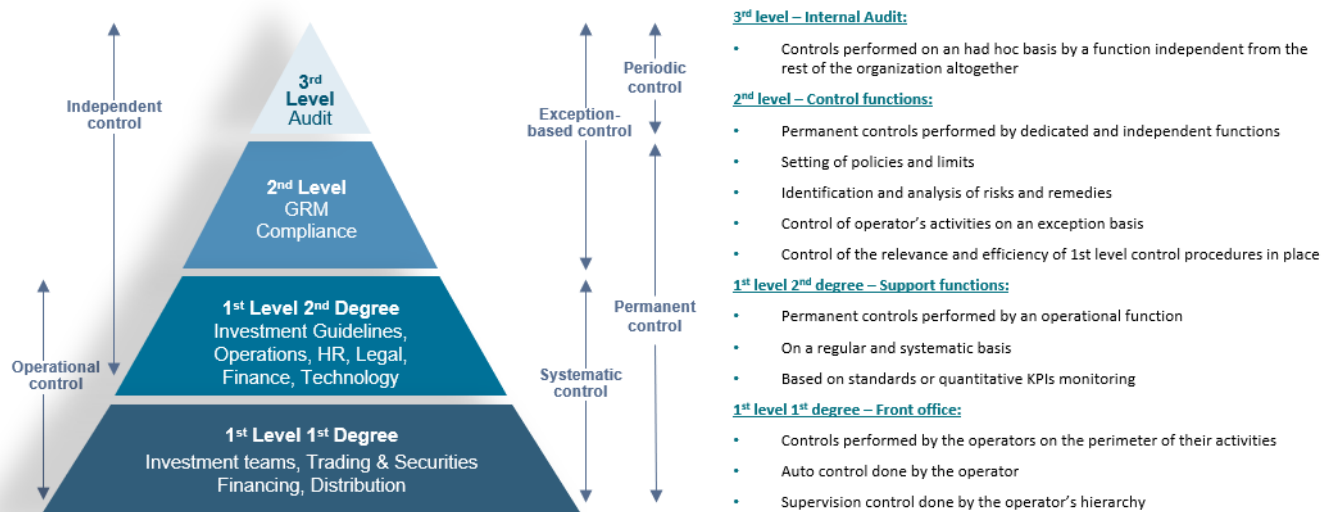 Independent
control
Operational
control
3rd
Level
Audit
2nd Level
GRM
Compliance
1st Level 2nd Degree
Investment Guidelines,
Operations, HR, Legal,
Finance, Technology
1st Level 1st Degree
Investment teams, Trading & Securities
Financing, Distribution
Exception-
based control
Systematic
control
Periodic
control
Permanent
control
3rd level – Internal Audit:
• Controls performed on an had hoc basis by a function independent from the
rest of the organization altogether
2nd level – Control functions:
• Permanent controls performed by dedicated and independent functions
• Setting of policies and limits
• Identification and analysis of risks and remedies
• Control of operator's activities on an exception basis
• Control of the relevance and efficiency of 1st level control procedures in place
1st level 2nd degree – Support functions:
• Permanent controls performed by an operational function
• On a regular and systematic basis
• Based on standards or quantitative KPIs monitoring
1st level 1st degree – Front office:
• Controls performed by the operators on the perimeter of their activities
• Auto control done by the operator
• Supervision control done by the operator's hierarchy